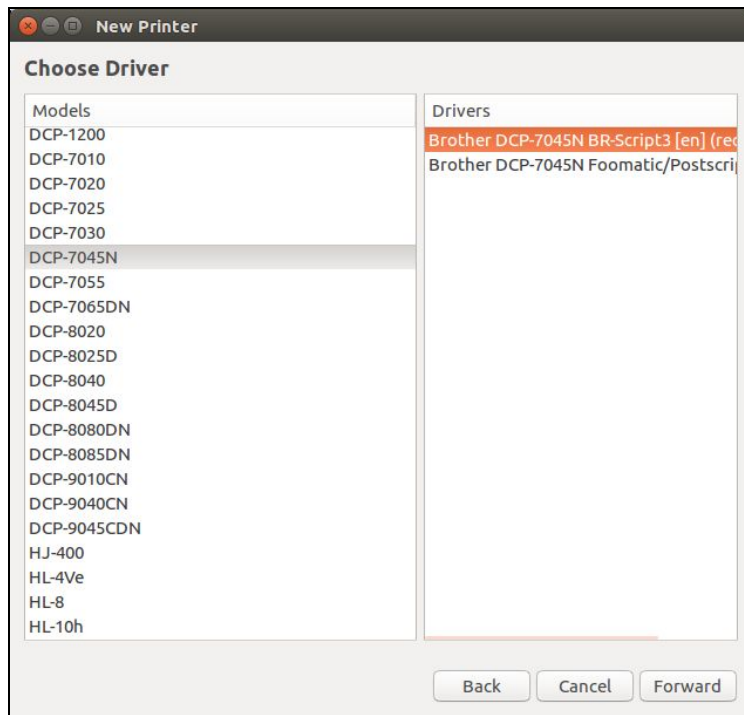 New Printer
Choose Driver
Models
DCP-1200
DCP-7010
DCP-7020
DCP-7025
DCP-7030
DCP-7045N
DCP-7055
DCP-7065DN
DCP-8020
DCP-8025D
DCP-8040
DCP-8045D
DCP-8080DN
DCP-8085DN
DCP-9010CN
DCP-9040CN
DCP-9045CDN
HJ-400
HL-4Ve
HL-8
HL-10h
Drivers
Brother DCP-7045N BR-Script3 [en] (rec
Brother DCP-7045N Foomatic/Postscri
Back Cancel Forward